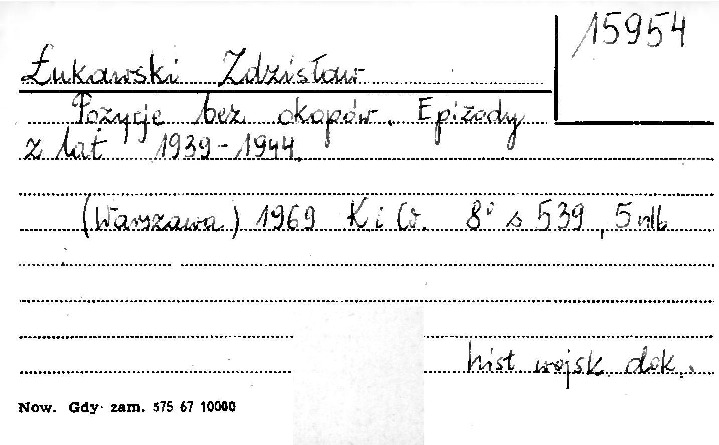 15954
Łukawski Zdzisław
Pozycje bez okopów. Epizody
z lat 1939-1944.
(Warszawa) 1969 K i W. 8° s 539, 5 nlb
hist wojsk. dok.
Now. Gdy. zam. 575 67 10000